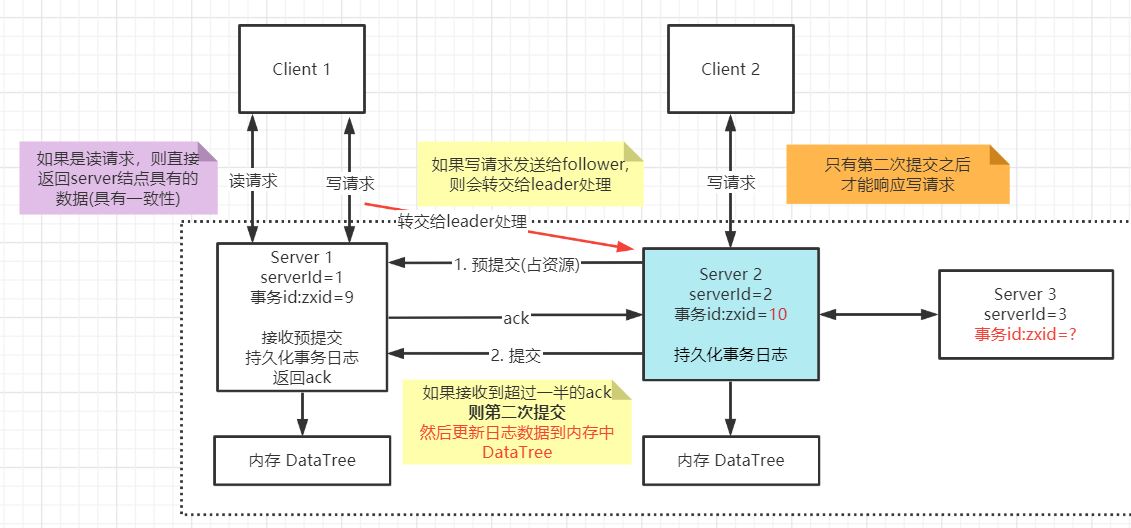 Client 1
Client 2
如果是读请求，则直接
返回server结点具有的
数据(具有一致性)
读请求
写请求
如果写请求发送给follower,
则会转交给leader处理
写请求
只有第二次提交之后
才能响应写请求
转交给leader处理
Server 1
serverId=1
事务id:zxid=9
接收预提交
持久化事务日志
返回ack
1. 预提交(占资源)
ack
2. 提交
Server 2
serverId=2
事务id:zxid=10
持久化事务日志
Server 3
serverId=3
事务id:zxid=?
如果接收到超过一半的ack
则第二次提交
然后更新日志数据到内存中
DataTree
内存 DataTree
内存 DataTree